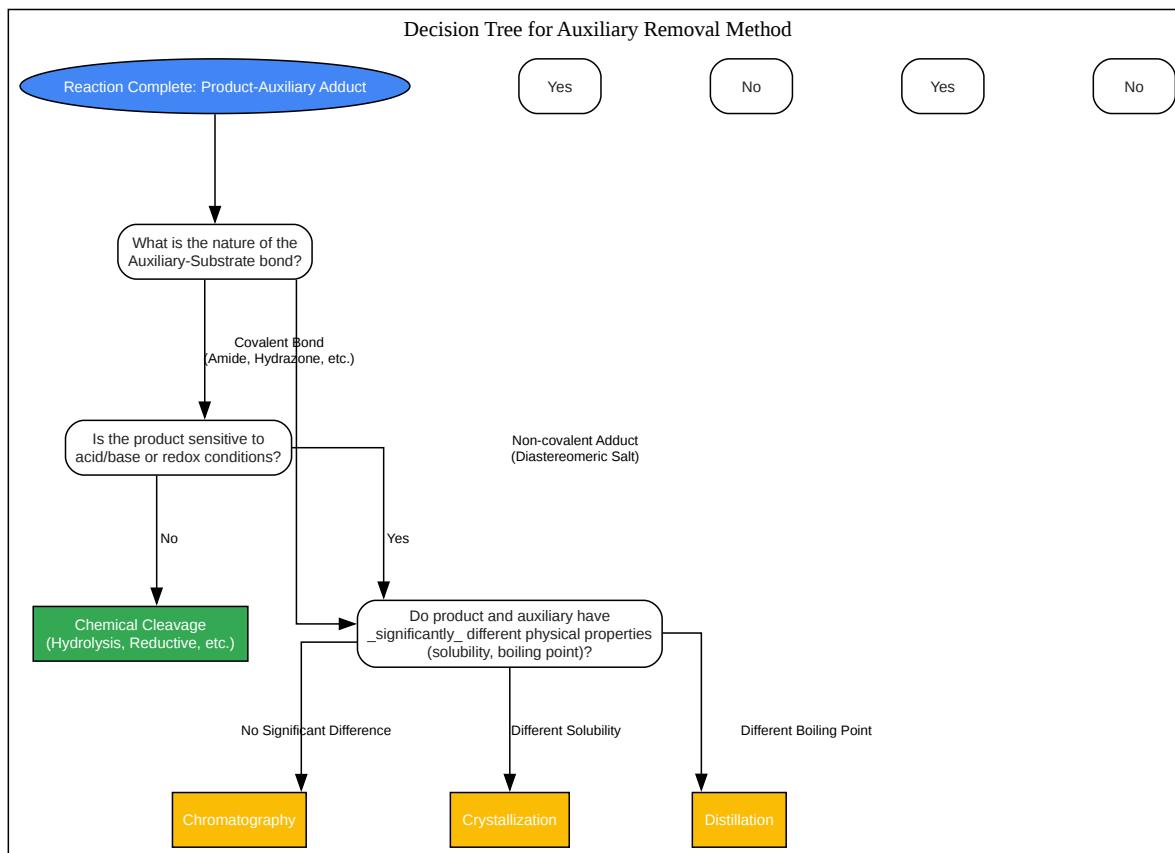 Decision Tree for Auxiliary Removal Method
Reaction Complete: Product-Auxiliary Adduct
Yes
No
Yes
No
What is the nature of the
Auxiliary-Substrate bond?
Covalent Bond
(Amide, Hydrazone, etc.)
Is the product sensitive to
acid/base or redox conditions?
Non-covalent Adduct
(Diastereomeric Salt)
No
Yes
Chemical Cleavage
(Hydrolysis, Reductive, etc.)
Do product and auxiliary have
_significantly_ different physical properties
(solubility, boiling point)?
No Significant Difference
Different Solubility
Different Boiling Point
Chromatography
Crystallization
Distillation